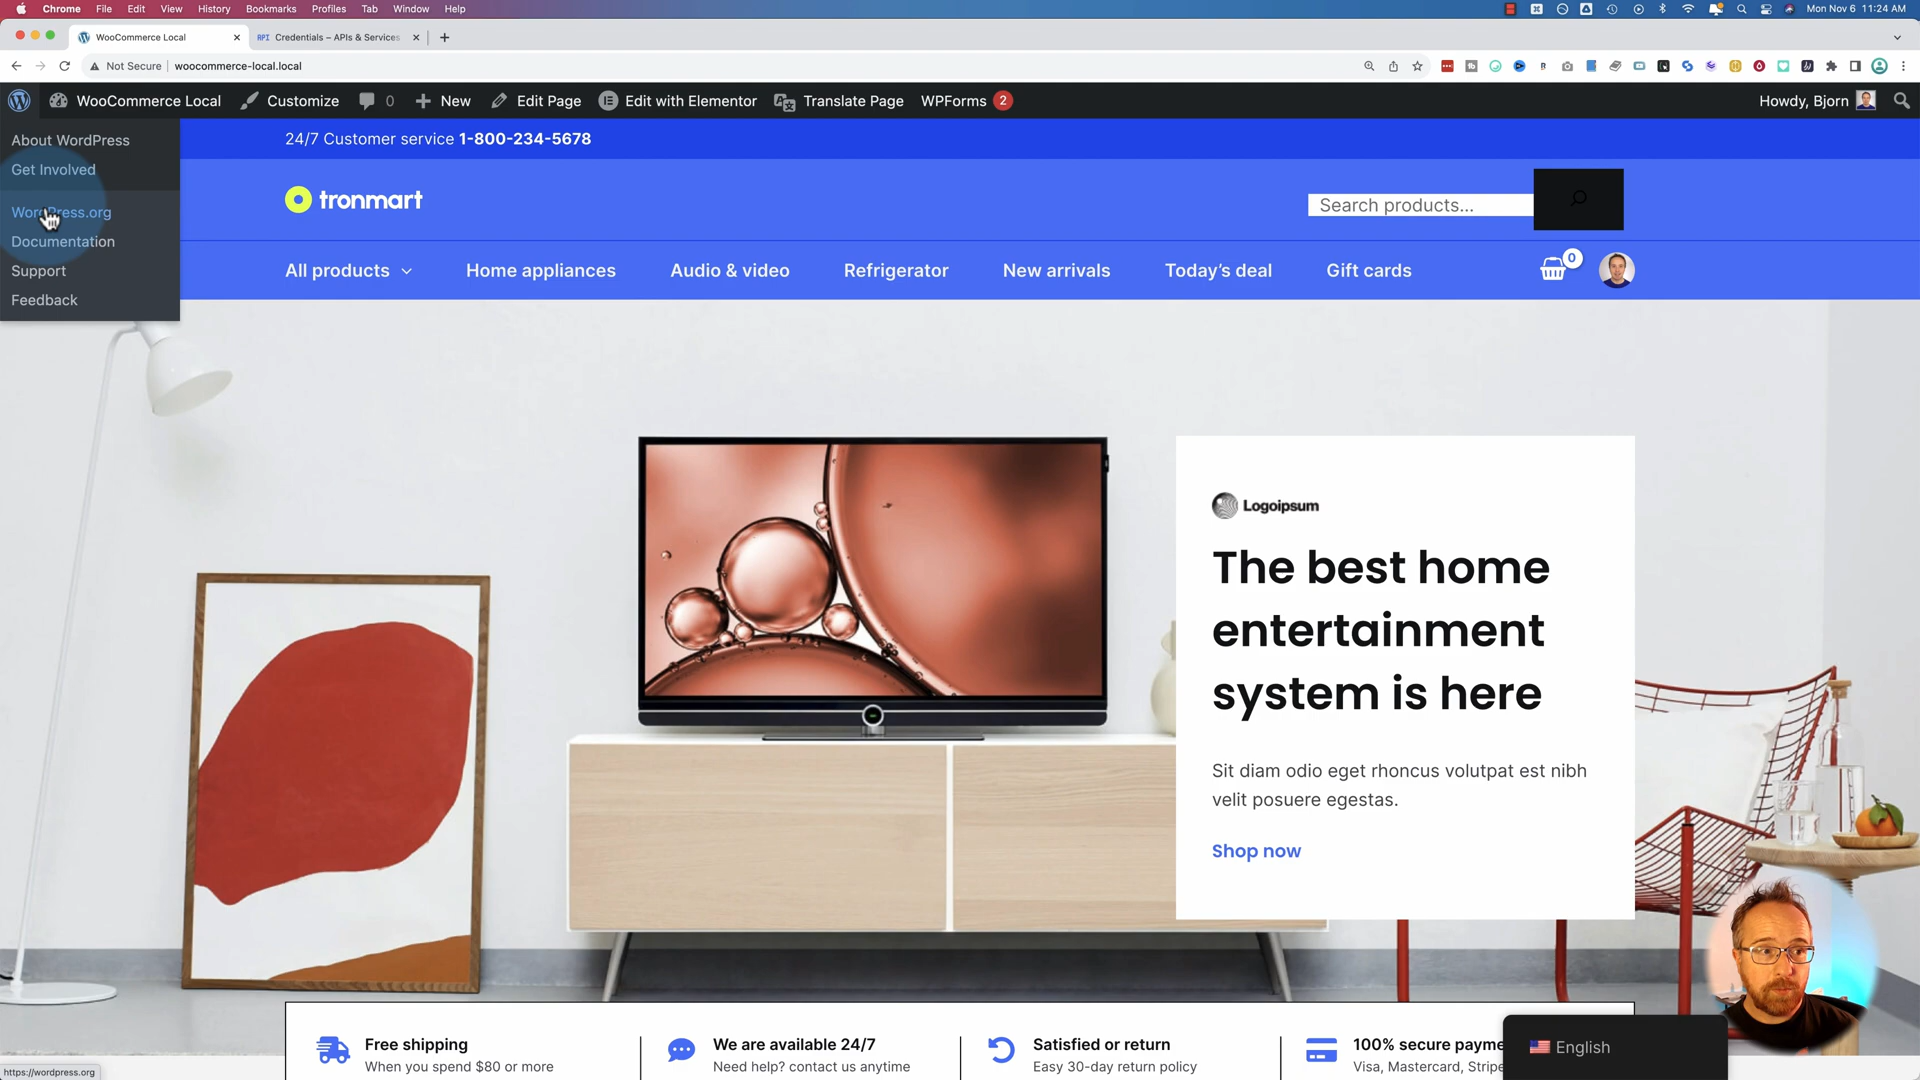 Chrome File Edit View History Bookmarks Profiles Tab Window Help Mon Nov 6 11:24 AM
WooCommerce Local
RPI Credentials – APIs & Services
Not Secure woocommerce-local.local
WooCommerce Local Customize 0 New Edit Page Edit with Elementor Translate Page WPForms 2 Howdy, Bjorn
About WordPress
Get Involved
WordPress.org
Documentation
Support
Feedback
24/7 Customer service 1-800-234-5678
tronmart
Search products...
All products Home appliances Audio & video Refrigerator New arrivals Today’s deal Gift cards 0
Logoipsum
The best home
entertainment
system is here
Sit diam odio eget rhoncus volutpat est nibh
velit posuere egestas.
Shop now
Free shipping
When you spend $80 or more
We are available 24/7
Need help? contact us anytime
Satisfied or return
Easy 30-day return policy
100% secure payme
Visa, Mastercard, Stripe
English
https://wordpress.org